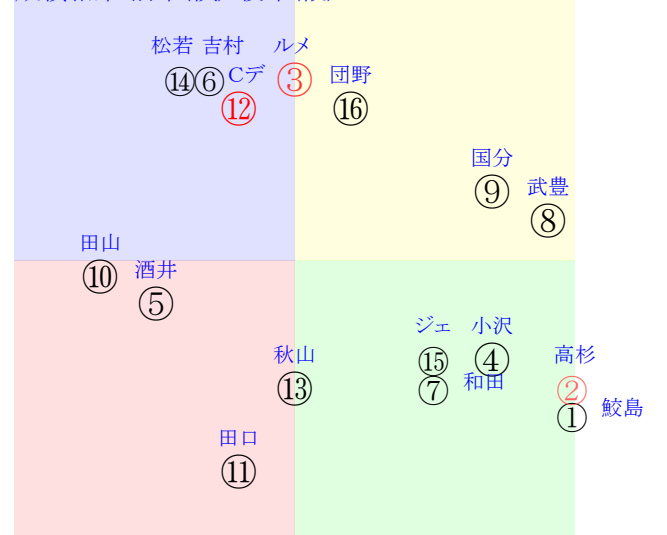 松若 吉村 ルメ
Cデ 団野
⑭⑥ ③
⑫ ⑯
国分
武豊
⑨
⑧
田山
酒井
⑩
⑤
ジェ 小沢
秋山 高杉
⑮ ④
⑬ ⑦ 和田 ②
鮫島
①
田口
⑪